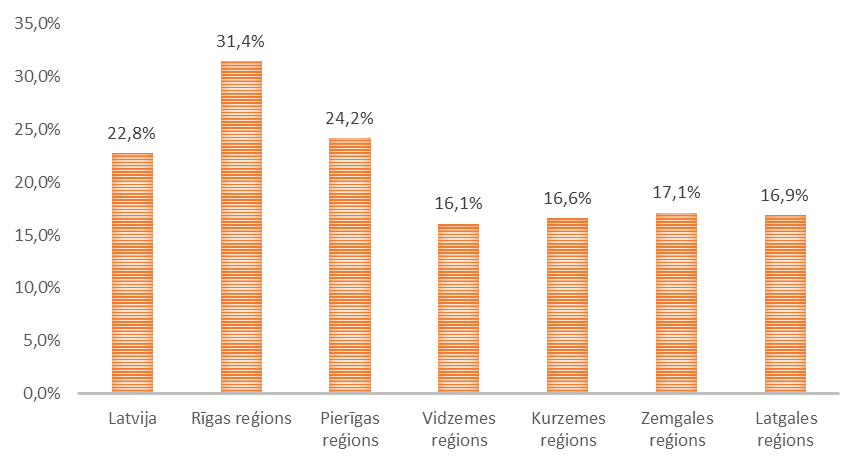 35,0%
30,0%
25,0%
20,0%
15,0%
10,0%
5,0%
0,0%
22,8%
31,4%
24,2%
16,1%
16,6%
17,1%
16,9%
Latvija
Rīgas reģions
Pierīgas
reģions
Vidzemes
reģions
Kurzemes
reģions
Zemgales
reģions
Latgales
reģions